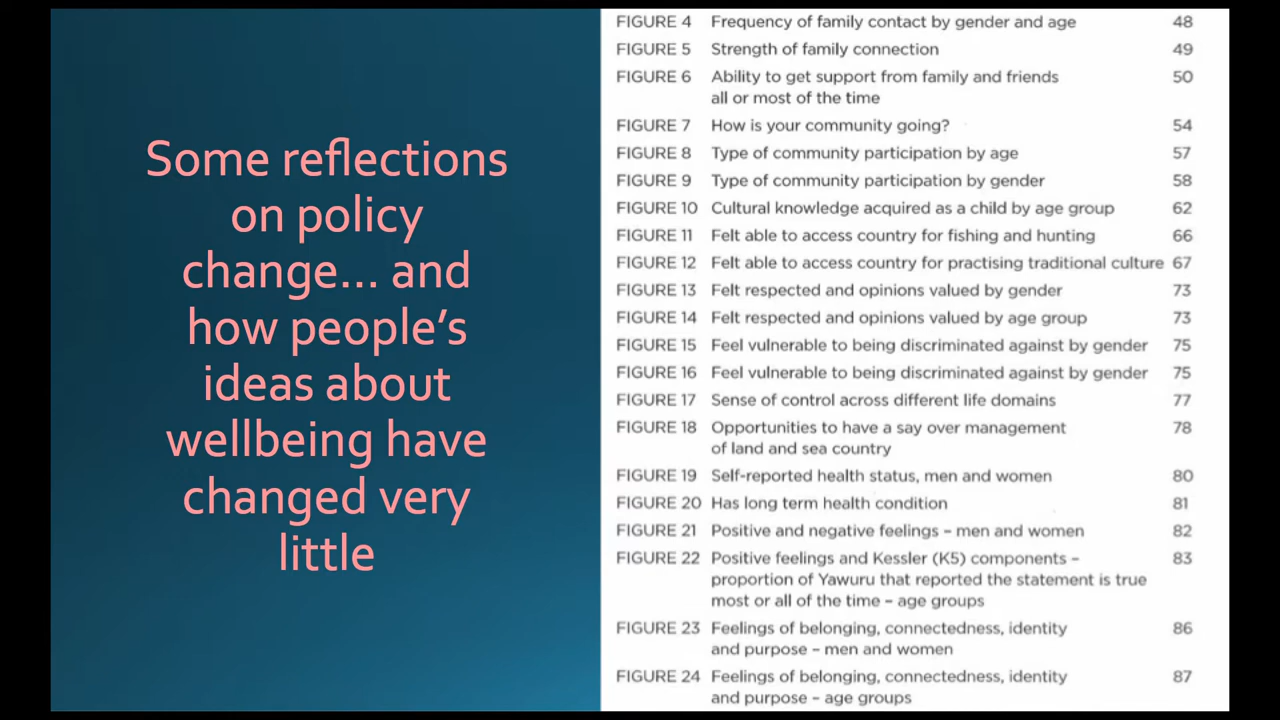 Some reflections
on policy
change... and
how people's
ideas about
wellbeing have
changed very
little
FIGURE 4 Frequency of family contact by gender and age 48
FIGURE 5 Strength of family connection 49
FIGURE 6 Ability to get support from family and friends 50
all or most of the time
FIGURE 7 How is your community going? 54
FIGURE 8 Type of community participation by age 57
FIGURE 9 Type of community participation by gender 58
FIGURE 10 Cultural knowledge acquired as a child by age group 62
FIGURE 11 Felt able to access country for fishing and hunting 66
FIGURE 12 Felt able to access country for practising traditional culture 67
FIGURE 13 Felt respected and opinions valued by gender 73
FIGURE 14 Felt respected and opinions valued by age group 73
FIGURE 15 Feel vulnerable to being discriminated against by gender 75
FIGURE 16 Feel vulnerable to being discriminated against by gender 75
FIGURE 17 Sense of control across different life domains 77
FIGURE 18 Opportunities to have a say over management 78
of land and sea country
FIGURE 19 Self-reported health status, men and women 80
FIGURE 20 Has long term health condition 81
FIGURE 21 Positive and negative feelings – men and women 82
FIGURE 22 Positive feelings and Kessler (K5) components – 83
proportion of Yawuru that reported the statement is true
most or all of the time – age groups
FIGURE 23 Feelings of belonging, connectedness, identity 86
and purpose – men and women
FIGURE 24 Feelings of belonging, connectedness, identity 87
and purpose – age groups